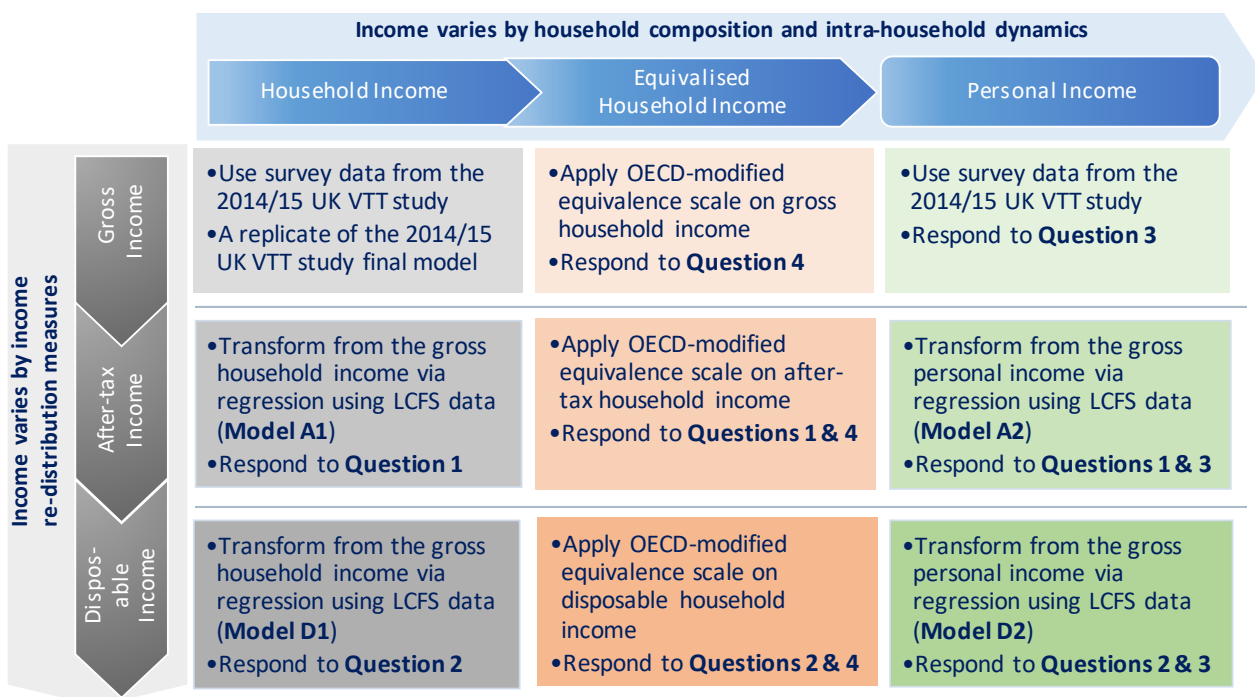 Income varies by household composition and intra-household dynamics
Household Income
Equivalised
Household Income
Personal Income
Income varies by income
re-distribution measures
Gross
Income
•Use survey data from the
2014/15 UK VTT study
•A replicate of the 2014/15
UK VTT study final model
•Apply OECD-modified
equivalence scale on gross
household income
•Respond to Question 4
•Use survey data from the
2014/15 UK VTT study
•Respond to Question 3
After-tax
Income
•Transform from the gross
household income via
regression using LCFS data
(Model A1)
•Respond to Question 1
•Apply OECD-modified
equivalence scale on after-
tax household income
•Respond to Questions 1 & 4
•Transform from the gross
personal income via
regression using LCFS data
(Model A2)
•Respond to Questions 1 & 3
Dispos-
able
Income
•Transform from the gross
household income via
regression using LCFS data
(Model D1)
•Respond to Question 2
•Apply OECD-modified
equivalence scale on
disposable household
income
•Respond to Questions 2 & 4
•Transform from the gross
personal income via
regression using LCFS data
(Model D2)
•Respond to Questions 2 & 3